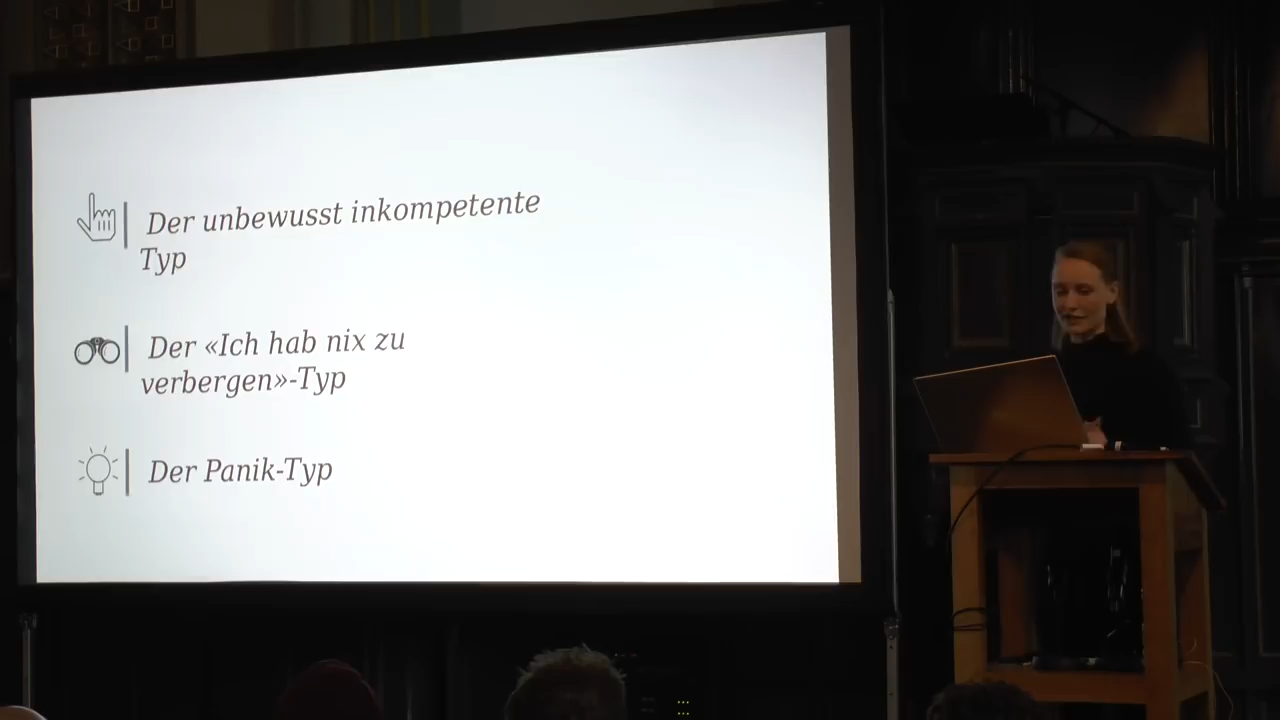 Der unbewusst inkompetente
Typ
Der «Ich hab nix zu
verbergen»-Typ
Der Panik-Typ